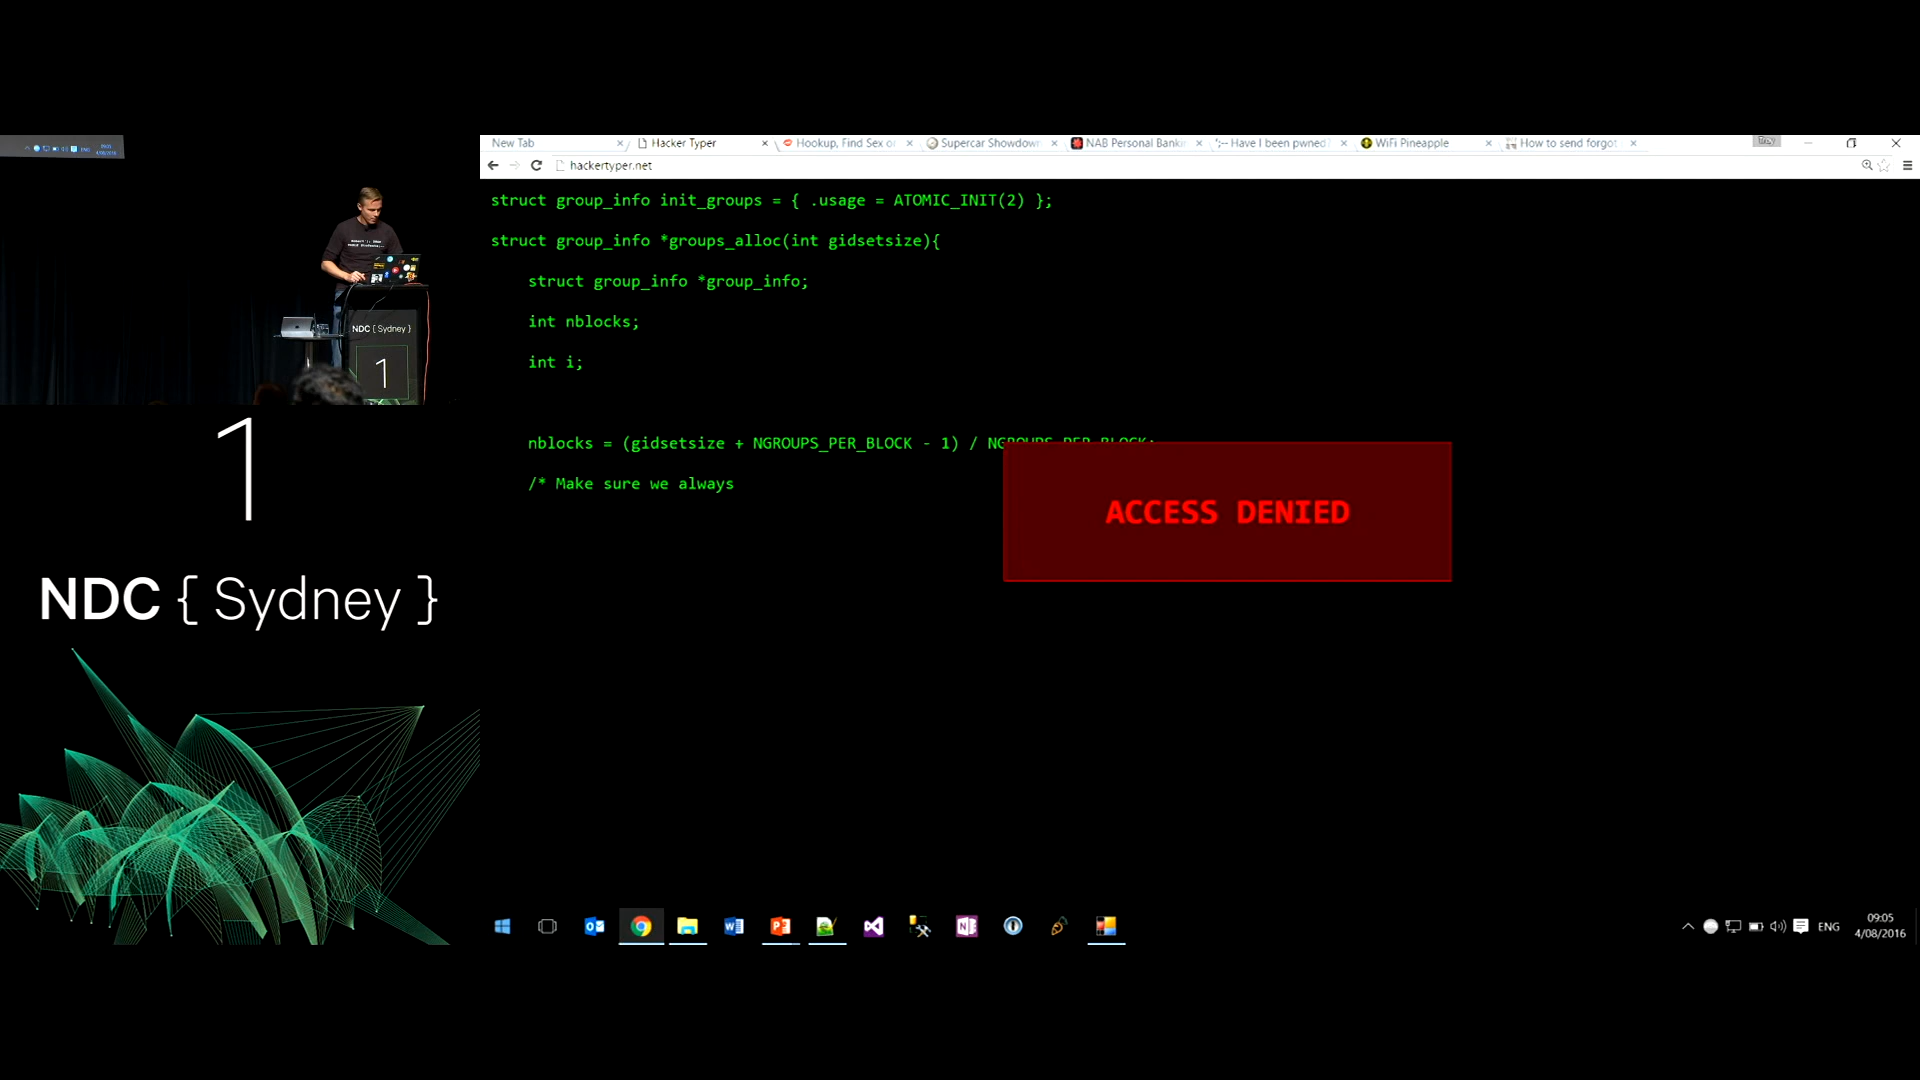 New Tab
Hacker Typer
Hookup, Find Sex or
Supercar Showdown
NAB Personal Bankin
';-- Have I been pwned?
WiFi Pineapple
How to send forgot
Troy
hackertyper.net
struct group_info init_groups = { .usage = ATOMIC_INIT(2) };
struct group_info *groups_alloc(int gidsetsize){
struct group_info *group_info;
int nblocks;
int i;
nblocks = (gidsetsize + NGROUPS_PER_BLOCK - 1) / NGROUPS_PER_BLOCK;
/* Make sure we always
ACCESS DENIED
NDC { Sydney }
1
1
NDC { Sydney }
ENG
09:05
4/08/2016